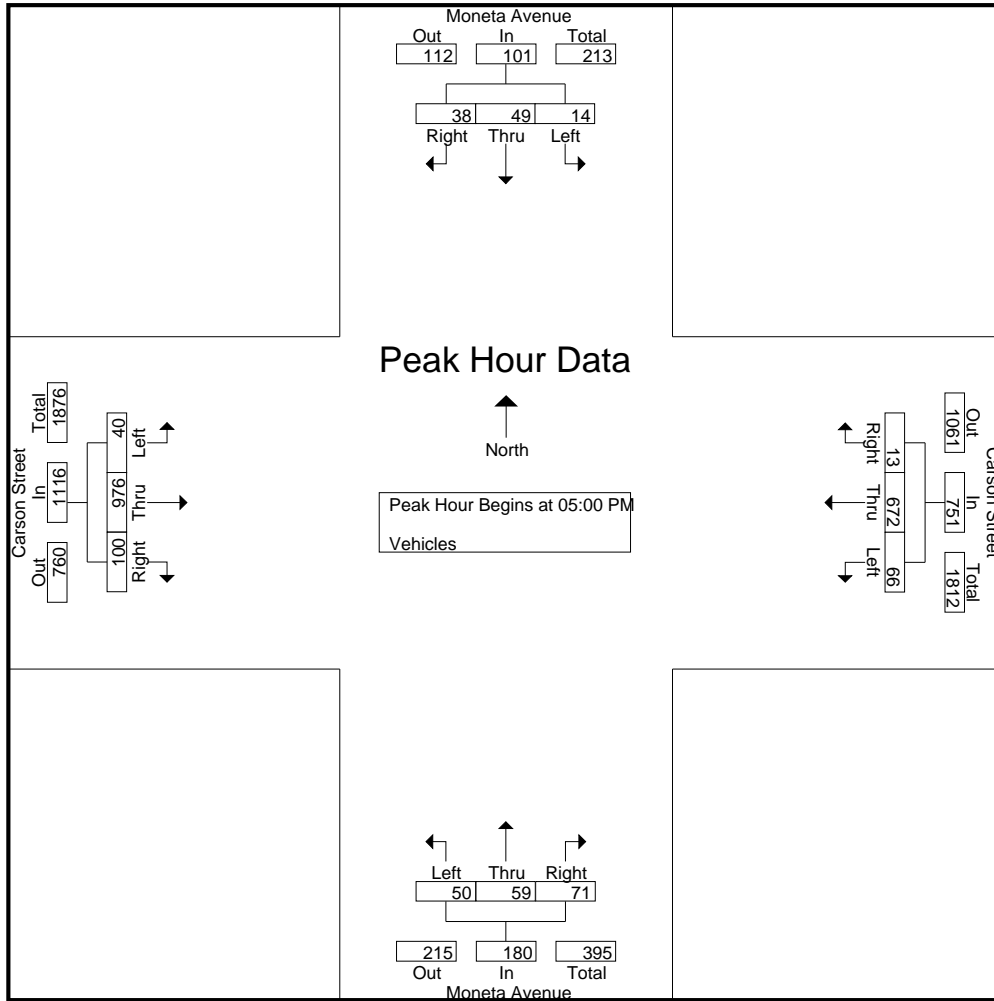 Moneta Avenue
Out In Total
112 101 213
38 49 14
Right Thru Left
Peak Hour Data
North
Peak Hour Begins at 05:00 PM
Vehicles
Carson Street
Total In Out
1876 1116 760
40 976 100
Left Thru Right
Right Thru Left
13 672 66
Out In Total
1061 751 1812
Carson Street
Left Thru Right
50 59 71
215 180 395
Out In Total
Moneta Avenue